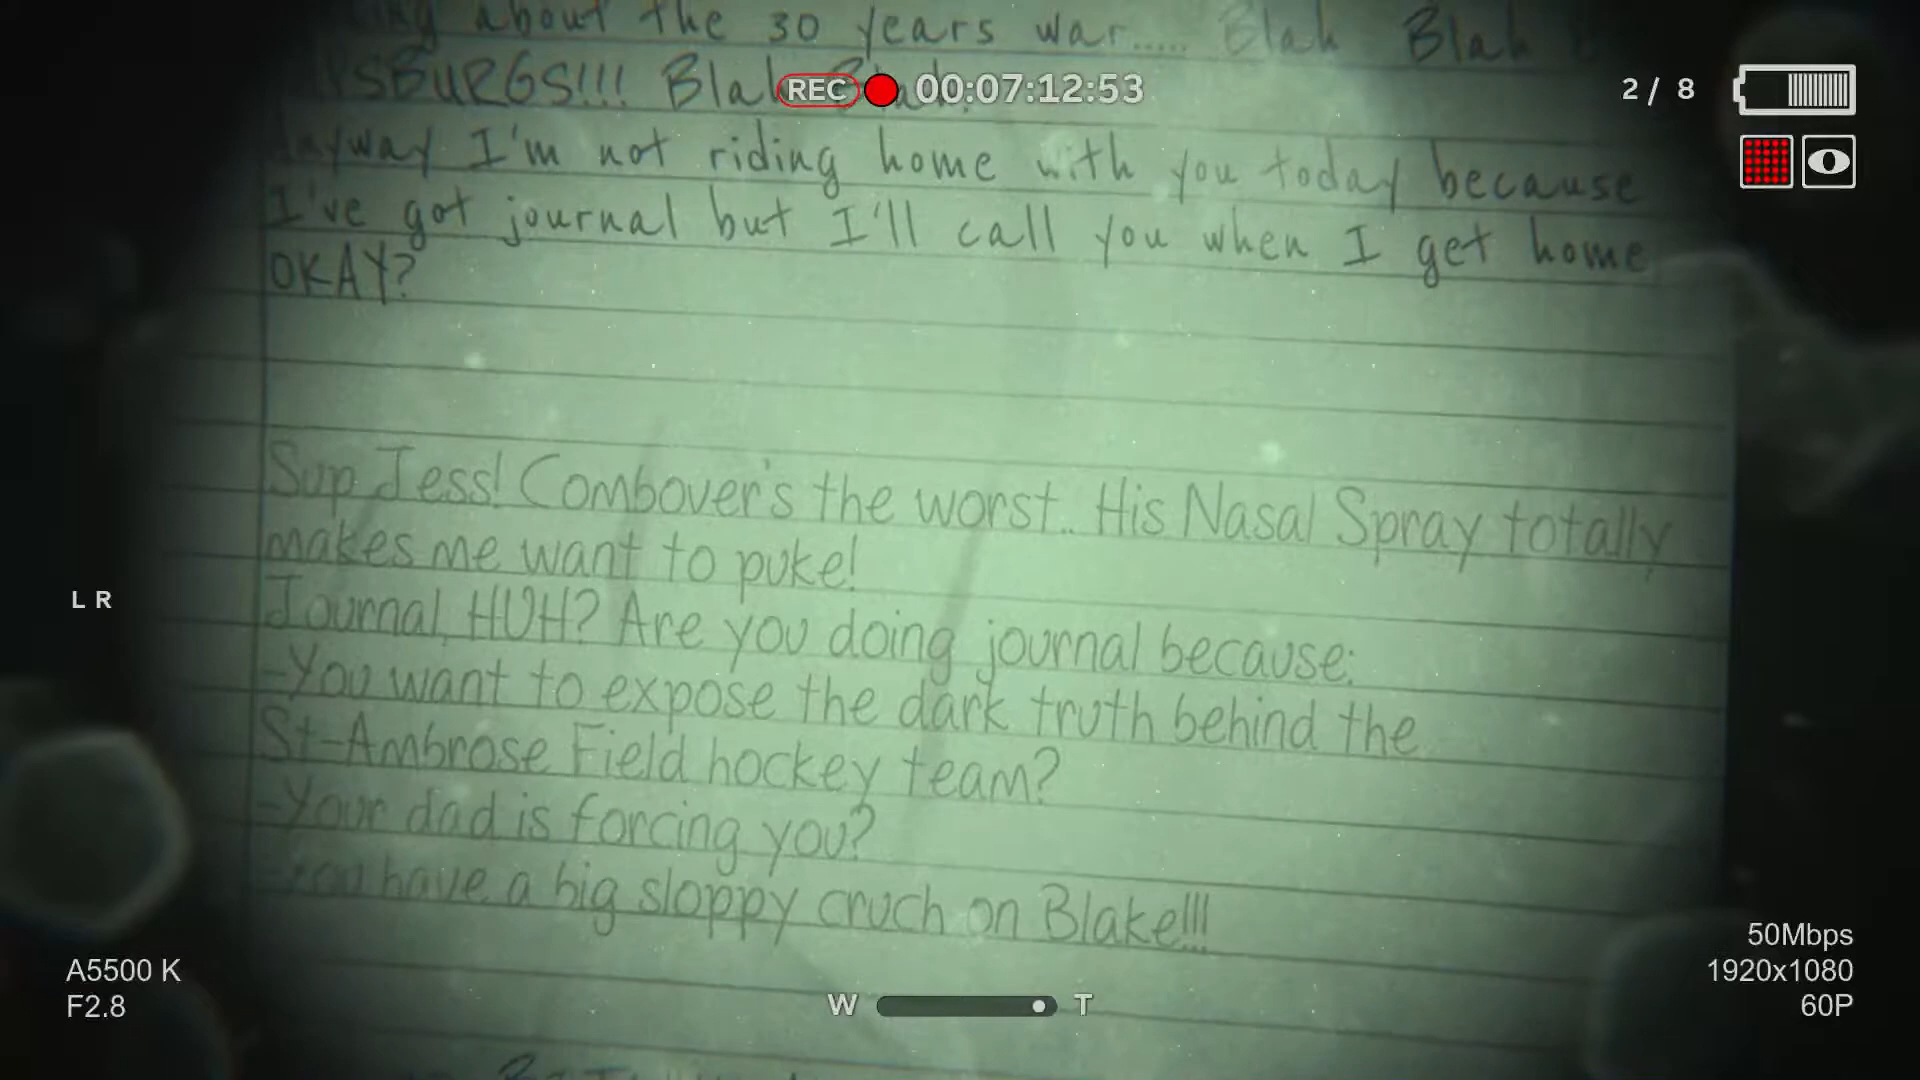 about the 30 years war..... Blah Blah
SBURGS!!! Blah
REC 00:07:12:53
2 / 8
Anyway I'm not riding home with you today because
I've got journal but I'll call you when I get home
OKAY?
Sup Jess! Combover's the worst.. His Nasal Spray totally
makes me want to puke!
Journal, HUH? Are you doing journal because:
-You want to expose the dark truth behind the
St-Ambrose Field hockey team?
-Your dad is forcing you?
-You have a big sloppy cruch on Blake!!!
L R
A5500 K
F2.8
W T
50Mbps
1920x1080
60P